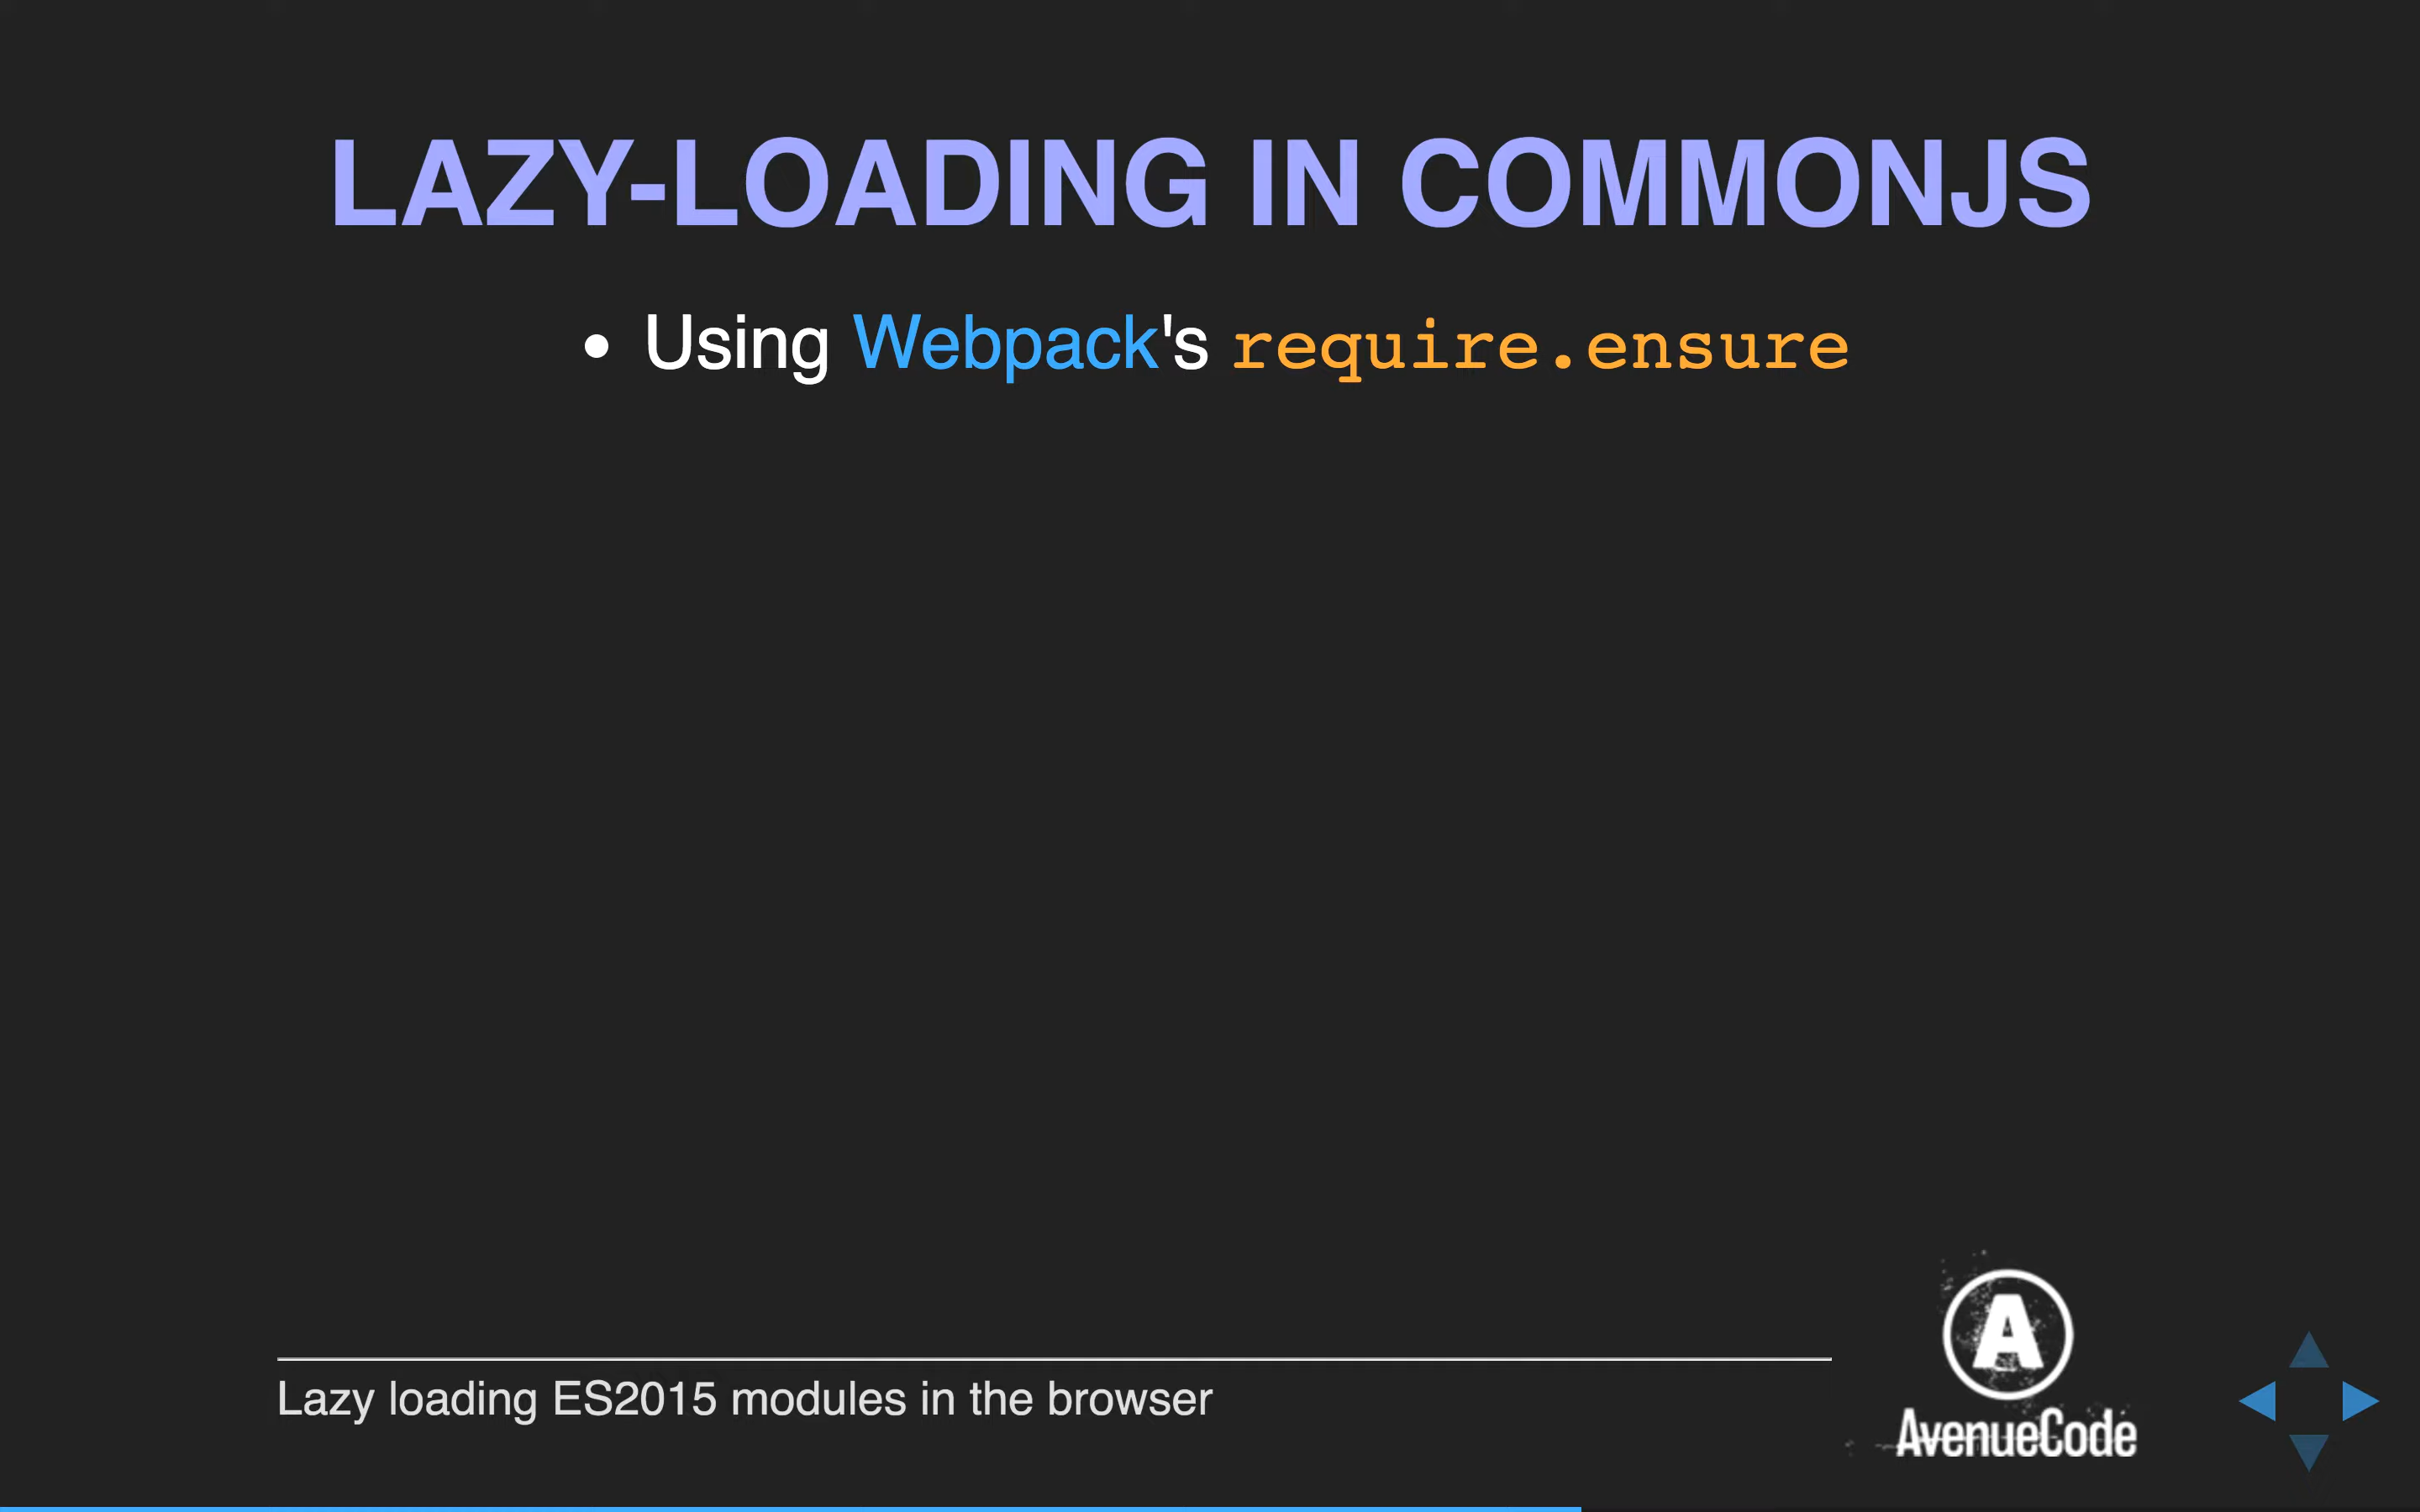 LAZY-LOADING IN COMMONJS
• Using Webpack's require.ensure
Lazy loading ES2015 modules in the browser
A
AvenueCode